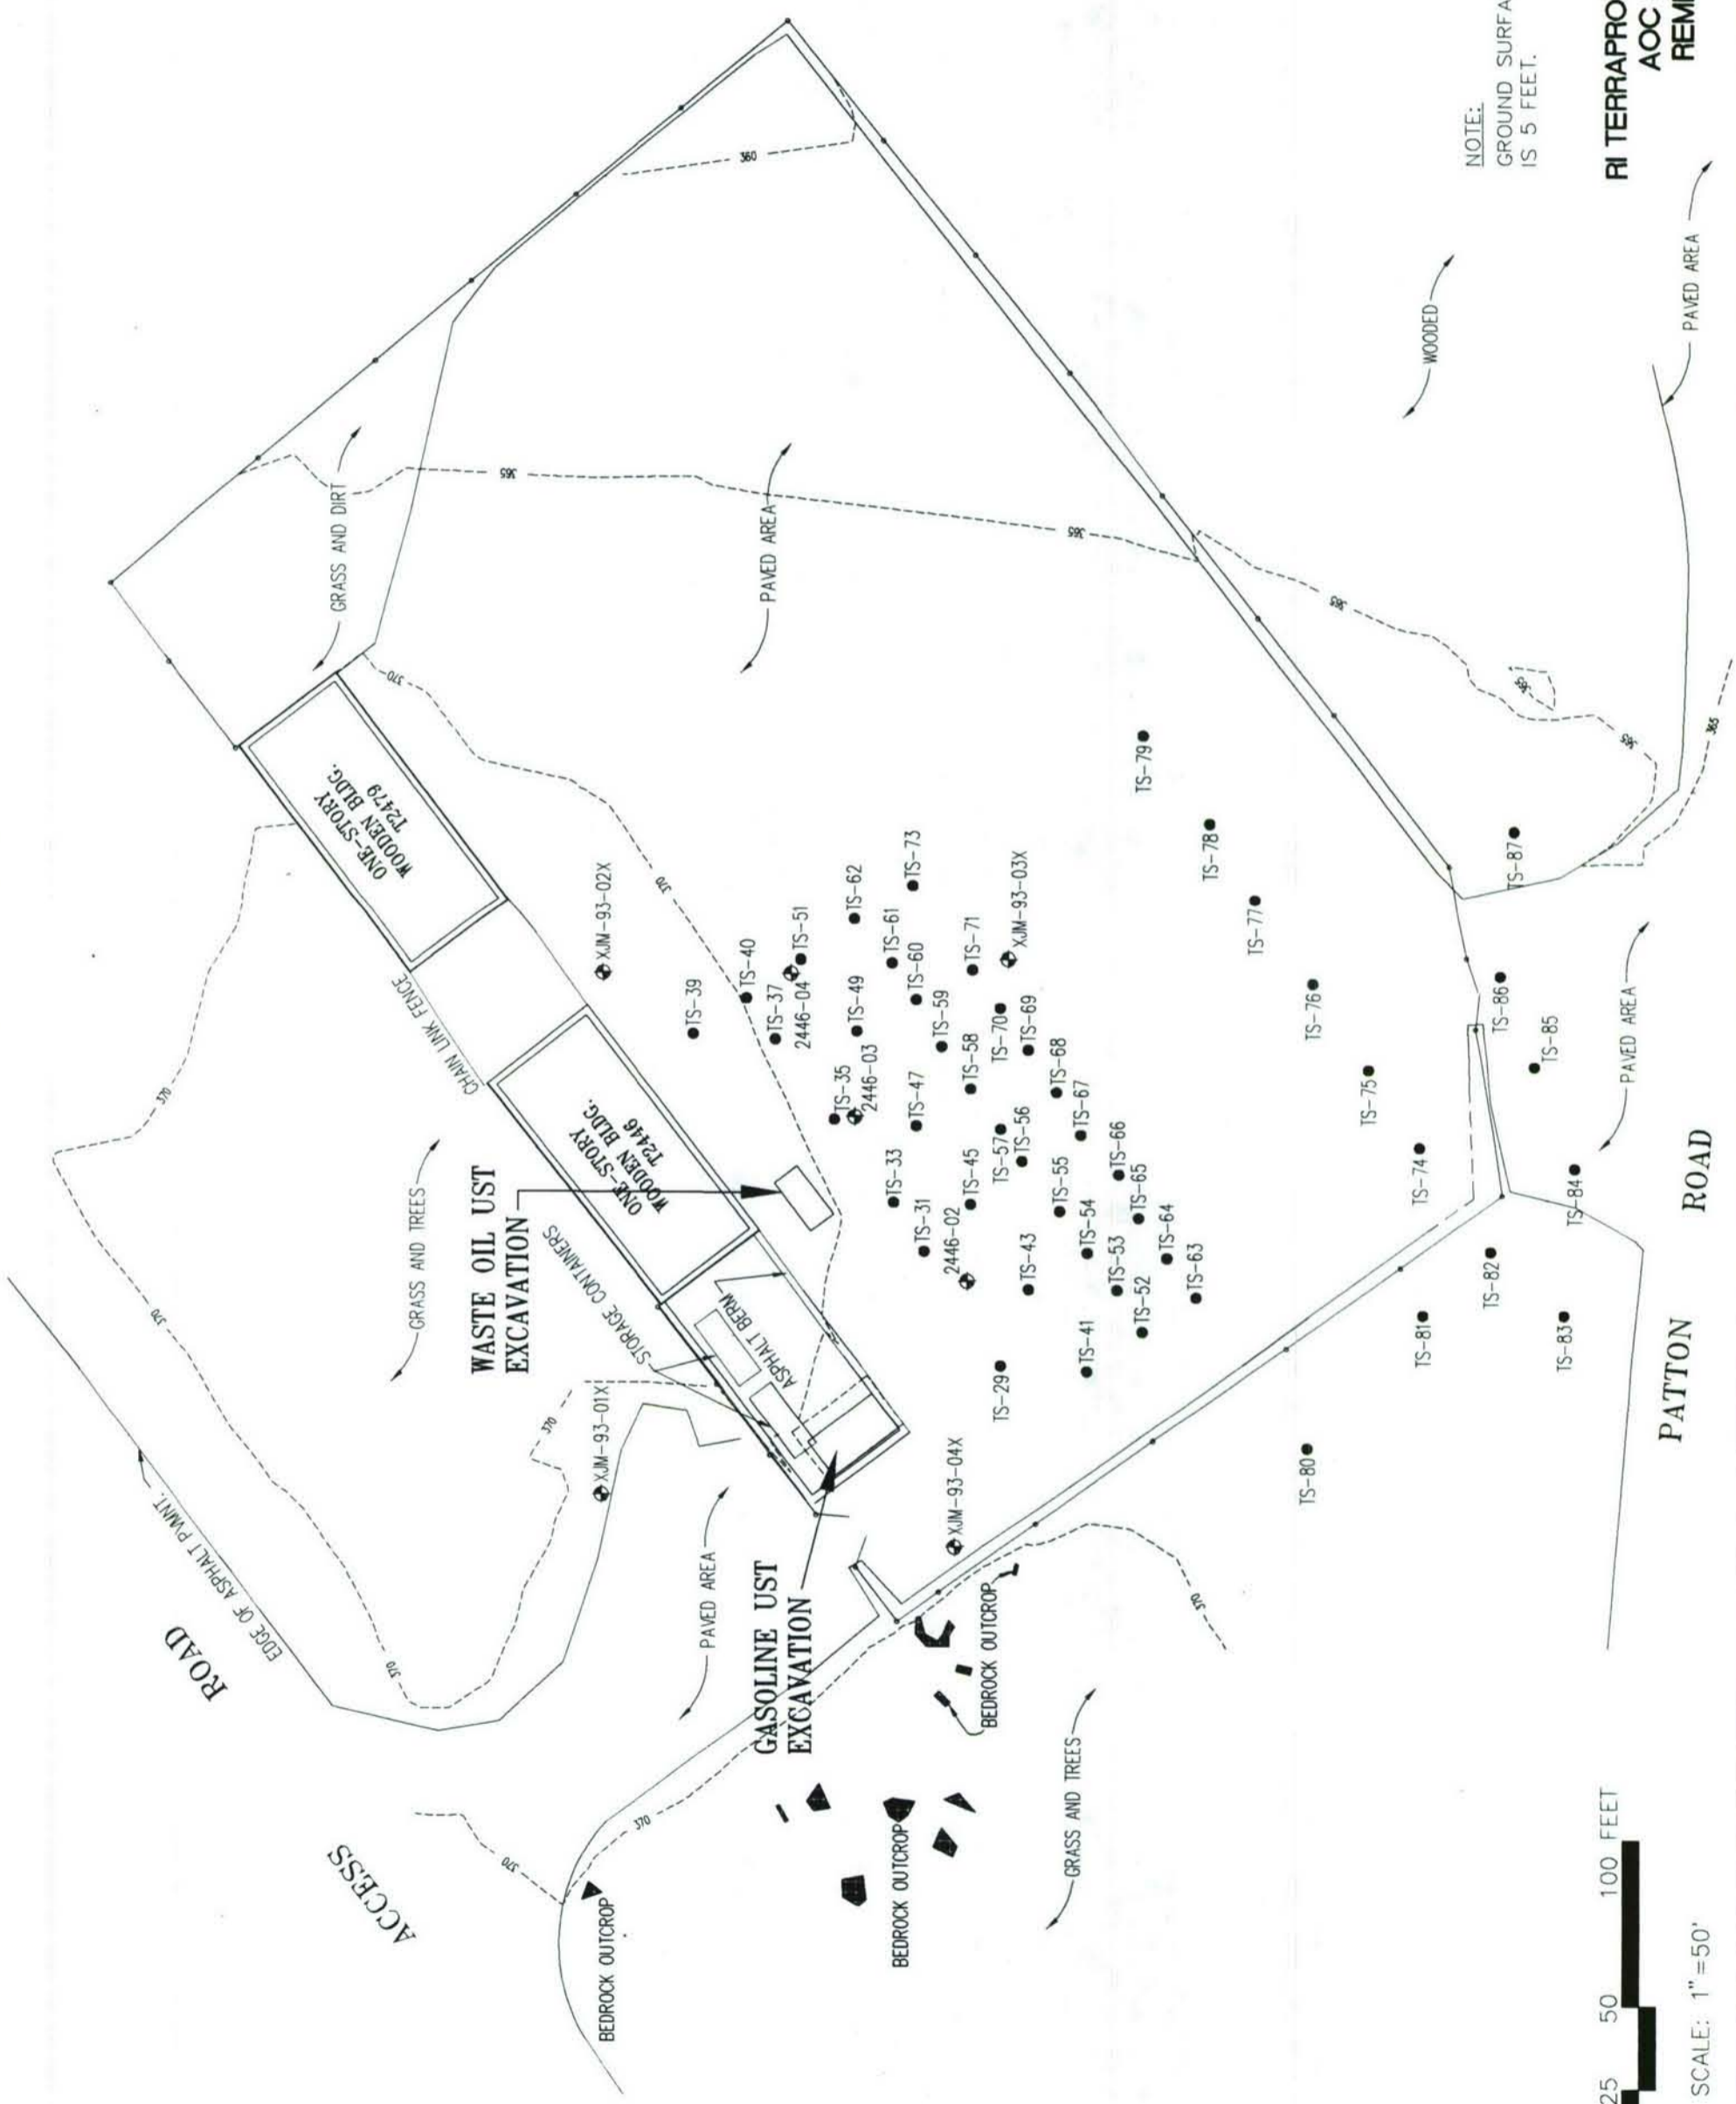 ACCESS
ROAD
EDGE OF ASPHALT PVMNT.
370
370
370
370
370
370
370
370
370
370
365
365
365
365
365
365
360
BEDROCK OUTCROP
BEDROCK OUTCROP
BEDROCK OUTCROP
GRASS AND TREES
GRASS AND TREES
PAVED AREA
PAVED AREA
PAVED AREA
PAVED AREA
GRASS AND DIRT
WOODED
CHAIN LINK FENCE
STORAGE CONTAINERS
ASPHALT BERM
GASOLINE UST
EXCAVATION
WASTE OIL UST
EXCAVATION
ONE-STORY
WOODEN BLDG.
T2446
ONE-STORY
WOODEN BLDG.
T2479
XJM-93-01X
XJM-93-02X
XJM-93-03X
XJM-93-04X
2446-02
2446-03
2446-04
TS-29
TS-31
TS-33
TS-35
TS-37
TS-39
TS-40
TS-41
TS-43
TS-45
TS-47
TS-49
TS-51
TS-52
TS-53
TS-54
TS-55
TS-56
TS-57
TS-58
TS-59
TS-60
TS-61
TS-62
TS-63
TS-64
TS-65
TS-66
TS-67
TS-68
TS-69
TS-70
TS-71
TS-73
TS-74
TS-75
TS-76
TS-77
TS-78
TS-79
TS-80
TS-81
TS-82
TS-83
TS-84
TS-85
TS-86
TS-87
PATTON
ROAD
25 50 100 FEET
SCALE: 1"=50'
NOTE:
GROUND SURFA
IS 5 FEET.
RI TERRAPRO
AOC
REM